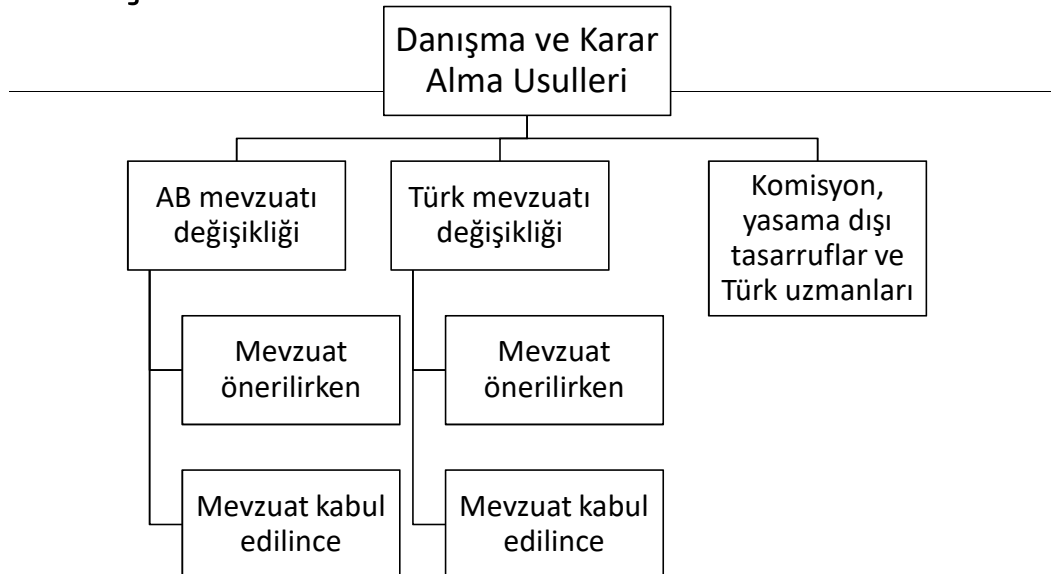 Danışma ve Karar
Alma Usulleri
AB mevzuatı
değişikliği
Türk mevzuatı
değişikliği
Komisyon,
yasama dışı
tasarruflar ve
Türk uzmanları
Mevzuat
önerilirken
Mevzuat
önerilirken
Mevzuat kabul
edilince
Mevzuat kabul
edilince